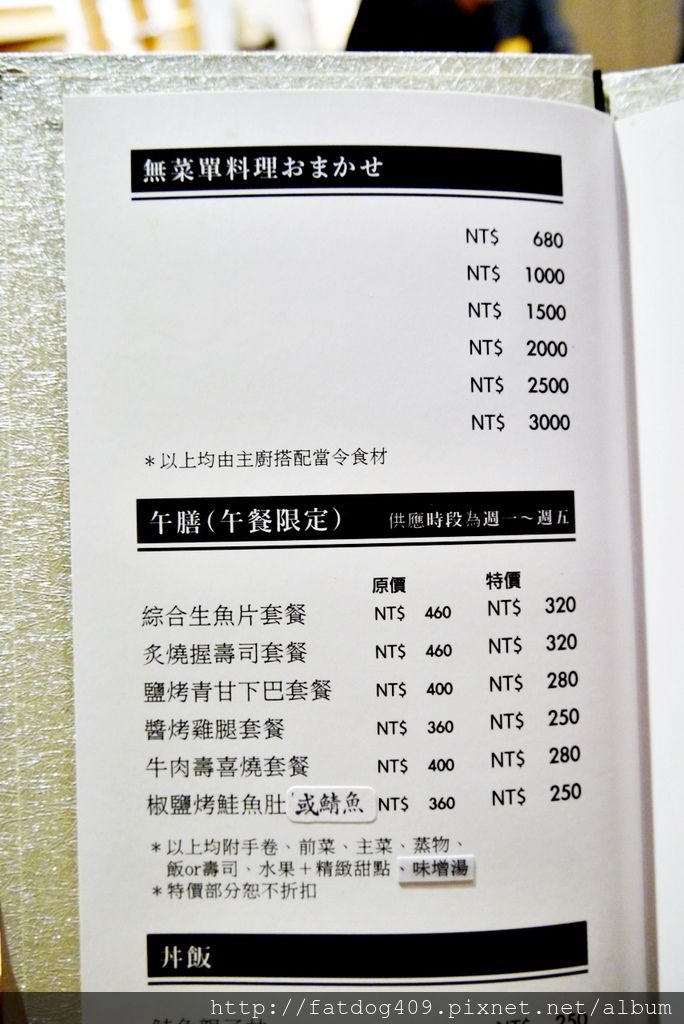 無菜單料理おまかせ
NT$ 680
NT$ 1000
NT$ 1500
NT$ 2000
NT$ 2500
NT$ 3000
＊以上均由主廚搭配當令食材
午膳(午餐限定) 供應時段為週一～週五
原價 特價
綜合生魚片套餐 NT$ 460 NT$ 320
炙燒握壽司套餐 NT$ 460 NT$ 320
鹽烤青甘下巴套餐 NT$ 400 NT$ 280
醬烤雞腿套餐 NT$ 360 NT$ 250
牛肉壽喜燒套餐 NT$ 400 NT$ 280
椒鹽烤鮭魚肚 或鯖魚 NT$ 360 NT$ 250
＊以上均附手卷、前菜、主菜、蒸物、
飯or壽司、水果＋精緻甜點、味增湯
＊特價部分恕不折扣
丼飯
NT$ 250
http://fatdog409.pixnet.net/album